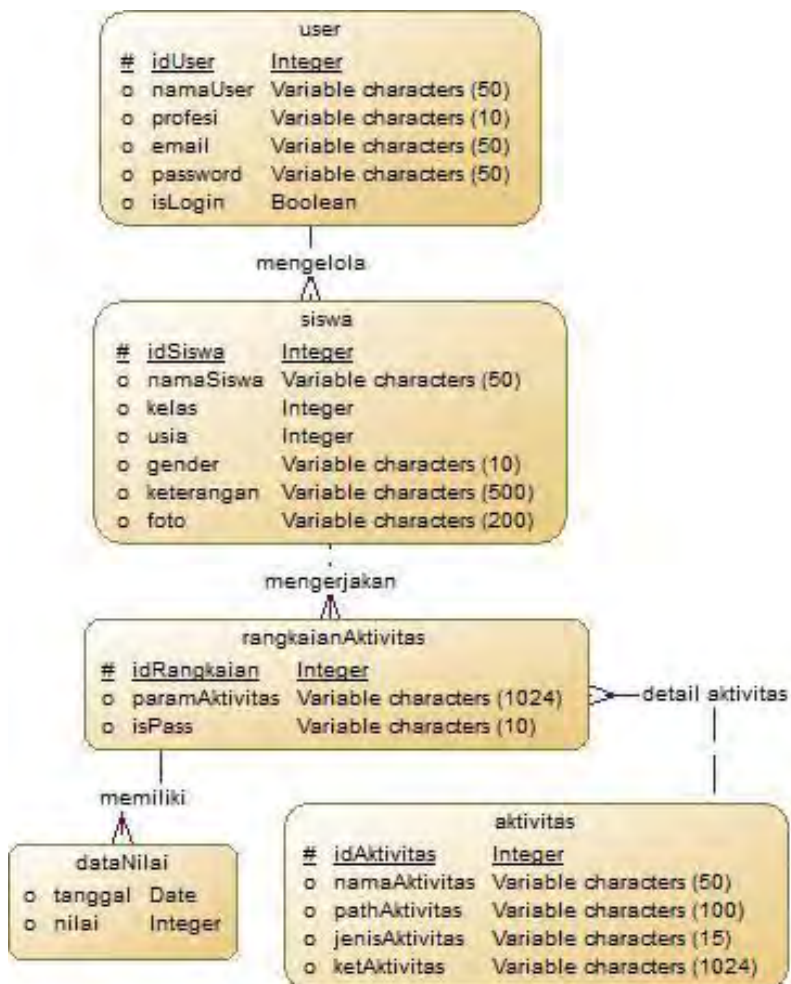 user
# idUser Integer
o namaUser Variable characters (50)
o profesi Variable characters (10)
o email Variable characters (50)
o password Variable characters (50)
o isLogin Boolean
mengelola
siswa
# idSiswa Integer
o namaSiswa Variable characters (50)
o kelas Integer
o usia Integer
o gender Variable characters (10)
o keterangan Variable characters (500)
o foto Variable characters (200)
mengerjakan
rangkaianAktivitas
# idRangkaian Integer
o paramAktivitas Variable characters (1024)
o isPass Variable characters (10)
detail aktivitas
memiliki
dataNilai
o tanggal Date
o nilai Integer
aktivitas
# idAktivitas Integer
o namaAktivitas Variable characters (50)
o pathAktivitas Variable characters (100)
o jenisAktivitas Variable characters (15)
o ketAktivitas Variable characters (1024)